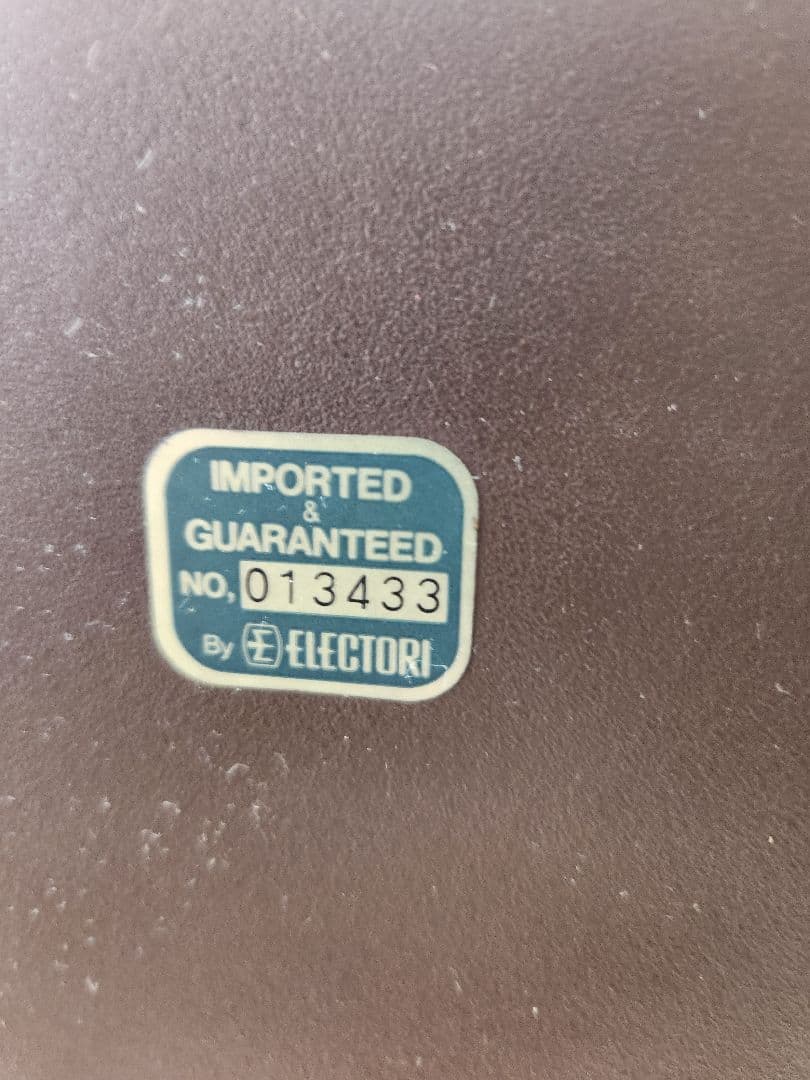 IMPORTED
&
GUARANTEED
NO, 013433
By ELECTORI